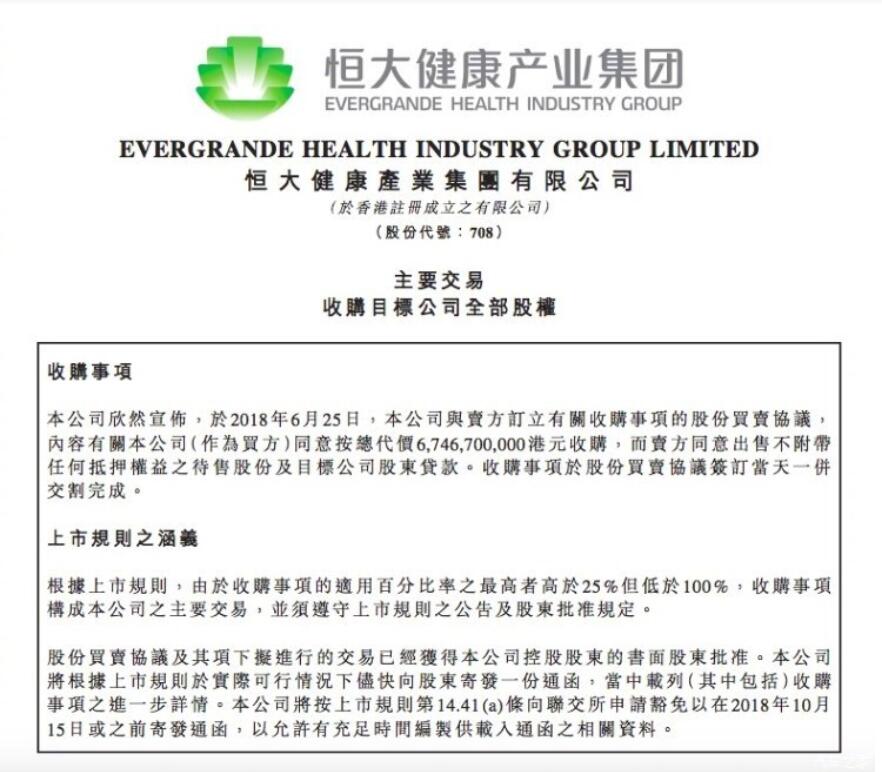 恒大健康产业集团
EVERGRANDE HEALTH INDUSTRY GROUP
EVERGRANDE HEALTH INDUSTRY GROUP LIMITED
恒大健康產業集團有限公司
(於香港註冊成立之有限公司)
(股份代號：708)
主要交易
收購目標公司全部股權
收購事項
本公司欣然宣佈，於2018年6月25日，本公司與賣方訂立有關收購事項的股份買賣協議，
內容有關本公司(作為買方)同意按總代價6,746,700,000港元收購，而賣方同意出售不附帶
任何抵押權益之待售股份及目標公司股東貸款。收購事項於股份買賣協議簽訂當天一併
交割完成。
上市規則之涵義
根據上市規則，由於收購事項的適用百分比率之最高者高於25%但低於100%，收購事項
構成本公司之主要交易，並須遵守上市規則之公告及股東批准規定。
股份買賣協議及其項下擬進行的交易已經獲得本公司控股股東的書面股東批准。本公司
將根據上市規則於實際可行情況下儘快向股東寄發一份通函，當中載列(其中包括)收購
事項之進一步詳情。本公司將按上市規則第14.41(a)條向聯交所申請豁免以在2018年10月
15日或之前寄發通函，以允許有充足時間編製供載入通函之相關資料。